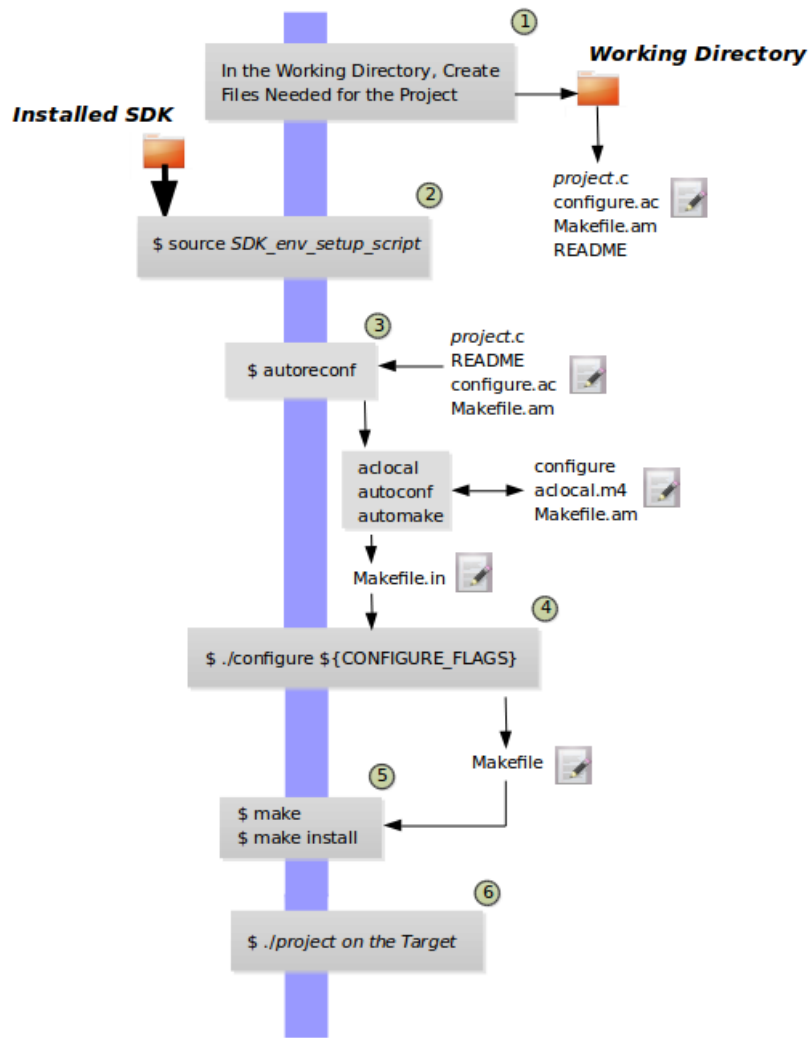 1
In the Working Directory, Create
Files Needed for the Project
Working Directory
Installed SDK
project.c
configure.ac
Makefile.am
README
2
$ source SDK_env_setup_script
3
$ autoreconf
project.c
README
configure.ac
Makefile.am
aclocal
autoconf
automake
configure
aclocal.m4
Makefile.am
Makefile.in
4
$ ./configure ${CONFIGURE_FLAGS}
Makefile
5
$ make
$ make install
6
$ ./project on the Target